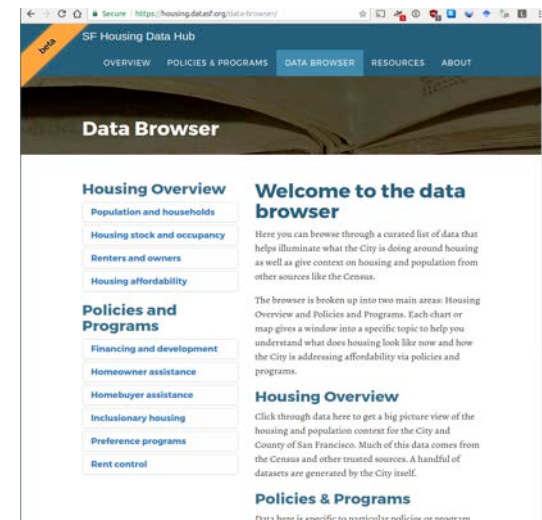 Secure https://housing.datasf.org/data-browser/
beta
SF Housing Data Hub
OVERVIEW POLICIES & PROGRAMS DATA BROWSER RESOURCES ABOUT
Data Browser
Housing Overview
Population and households
Housing stock and occupancy
Renters and owners
Housing affordability
Policies and
Programs
Financing and development
Homeowner assistance
Homebuyer assistance
Inclusionary housing
Preference programs
Rent control
Welcome to the data
browser
Here you can browse through a curated list of data that
helps illuminate what the City is doing around housing
as well as give context on housing and population from
other sources like the Census.
The browser is broken up into two main areas: Housing
Overview and Policies and Programs. Each chart or
map gives a window into a specific topic to help you
understand what does housing look like now and how
the City is addressing affordability via policies and
programs.
Housing Overview
Click through data here to get a big picture view of the
housing and population context for the City and
County of San Francisco. Much of this data comes from
the Census and other trusted sources. A handful of
datasets are generated by the City itself.
Policies & Programs
Data here is specific to particular policies or program